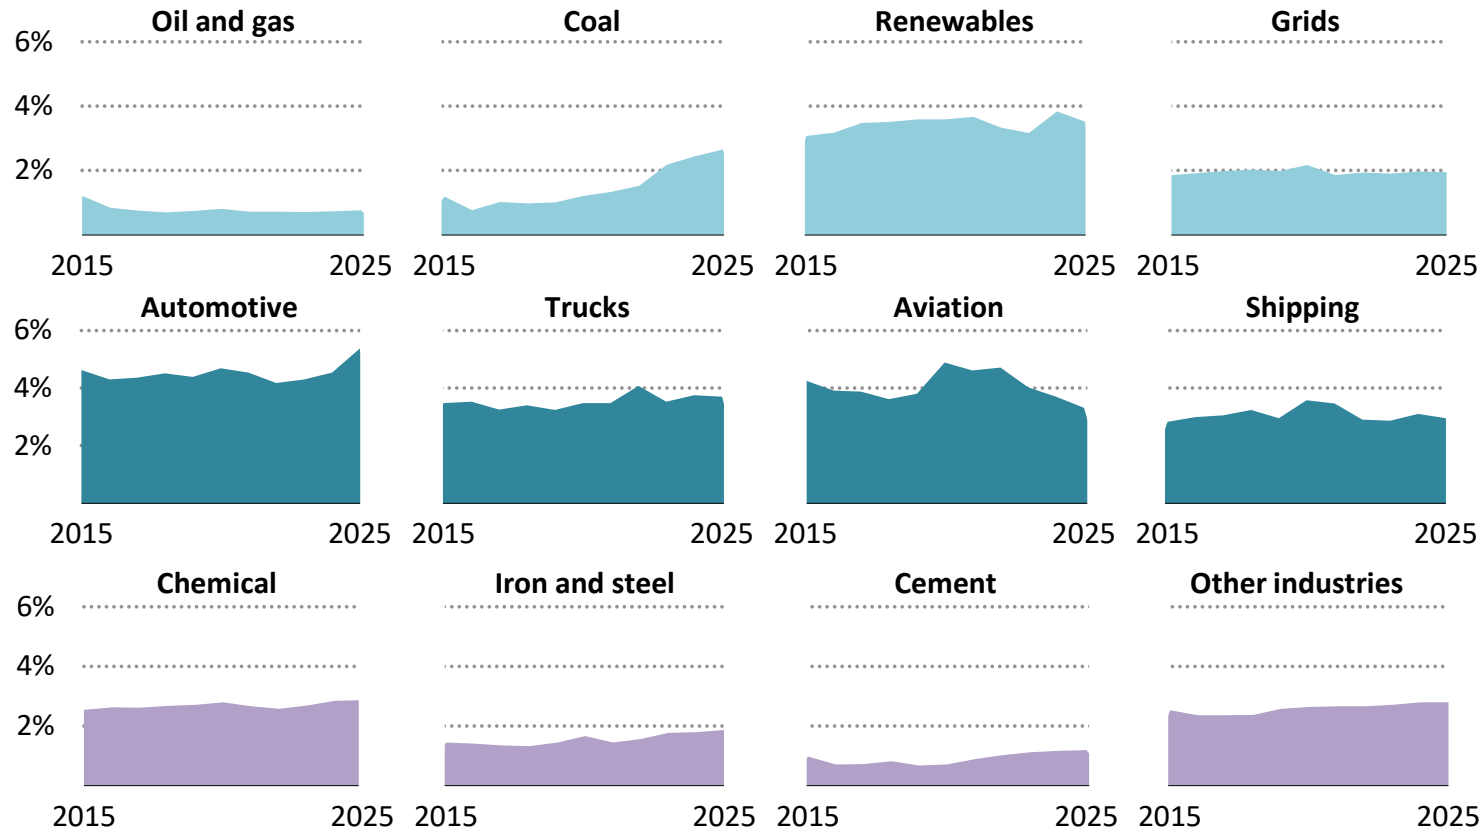 Oil and gas Coal Renewables Grids
6%
4%
2%
2015 2025 2015 2025 2015 2025 2015 2025
Automotive Trucks Aviation Shipping
6%
4%
2%
2015 2025 2015 2025 2015 2025 2015 2025
Chemical Iron and steel Cement Other industries
6%
4%
2%
2015 2025 2015 2025 2015 2025 2015 2025